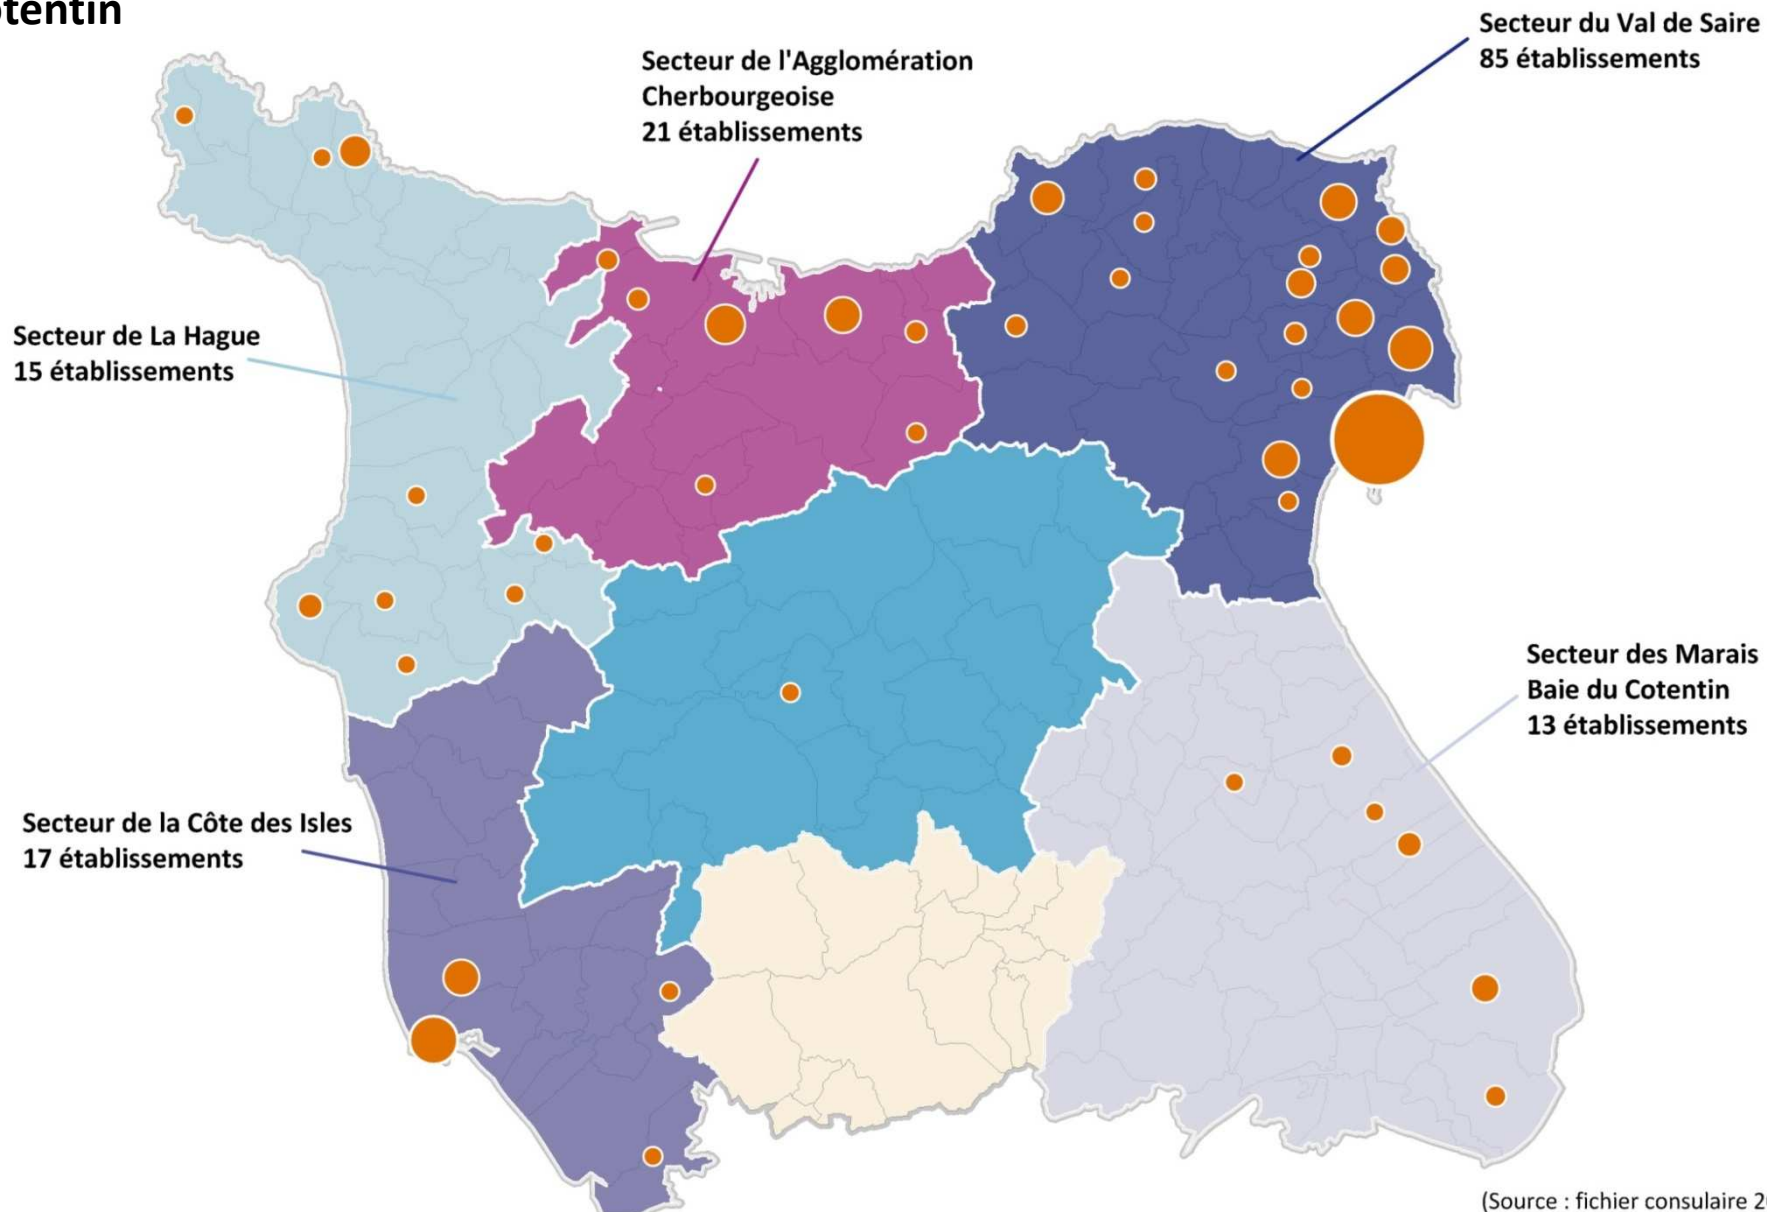 Secteur du Val de Saire
85 établissements
Secteur de l'Agglomération
Cherbourgeoise
21 établissements
Secteur de La Hague
15 établissements
Secteur des Marais
Baie du Cotentin
13 établissements
Secteur de la Côte des Isles
17 établissements
(Source : fichier consulaire